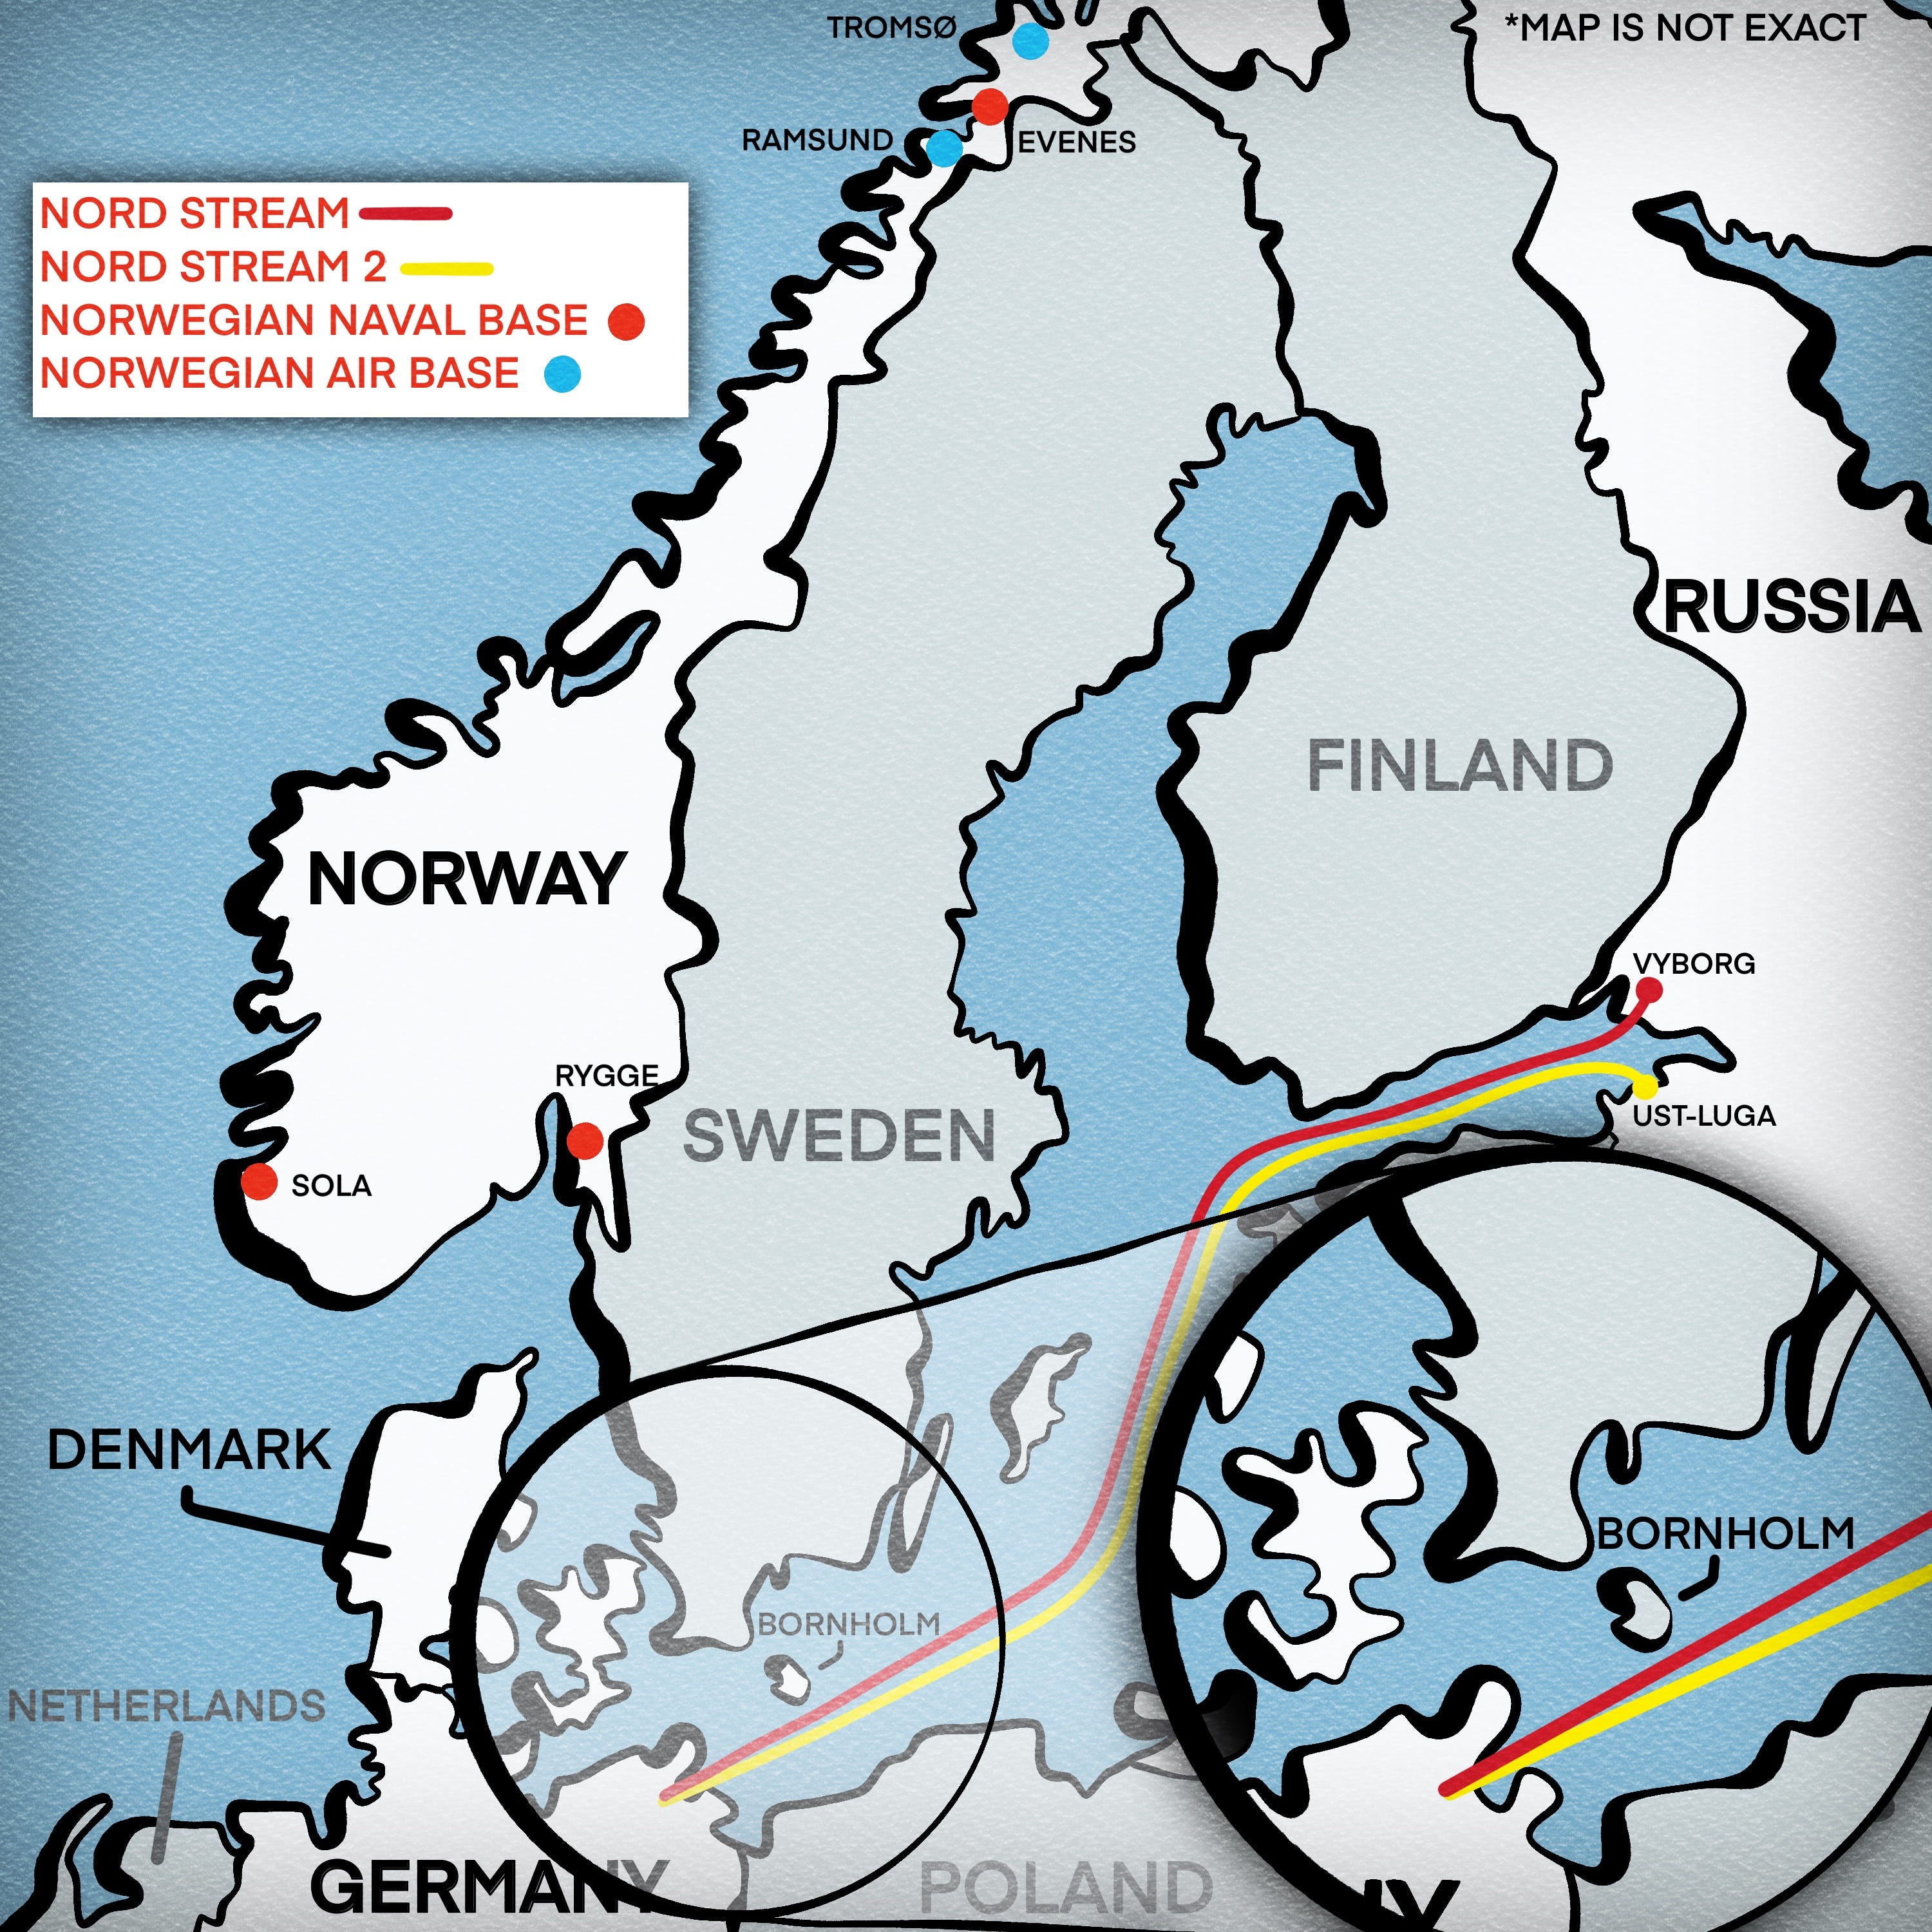 TROMSØ
*MAP IS NOT EXACT
RAMSUND
EVENES
NORD STREAM
NORD STREAM 2
NORWEGIAN NAVAL BASE
NORWEGIAN AIR BASE
RUSSIA
FINLAND
NORWAY
VYBORG
RYGGE
UST-LUGA
SWEDEN
SOLA
DENMARK
BORNHOLM
BORNHOLM
NETHERLANDS
GERMANY
POLAND
NY